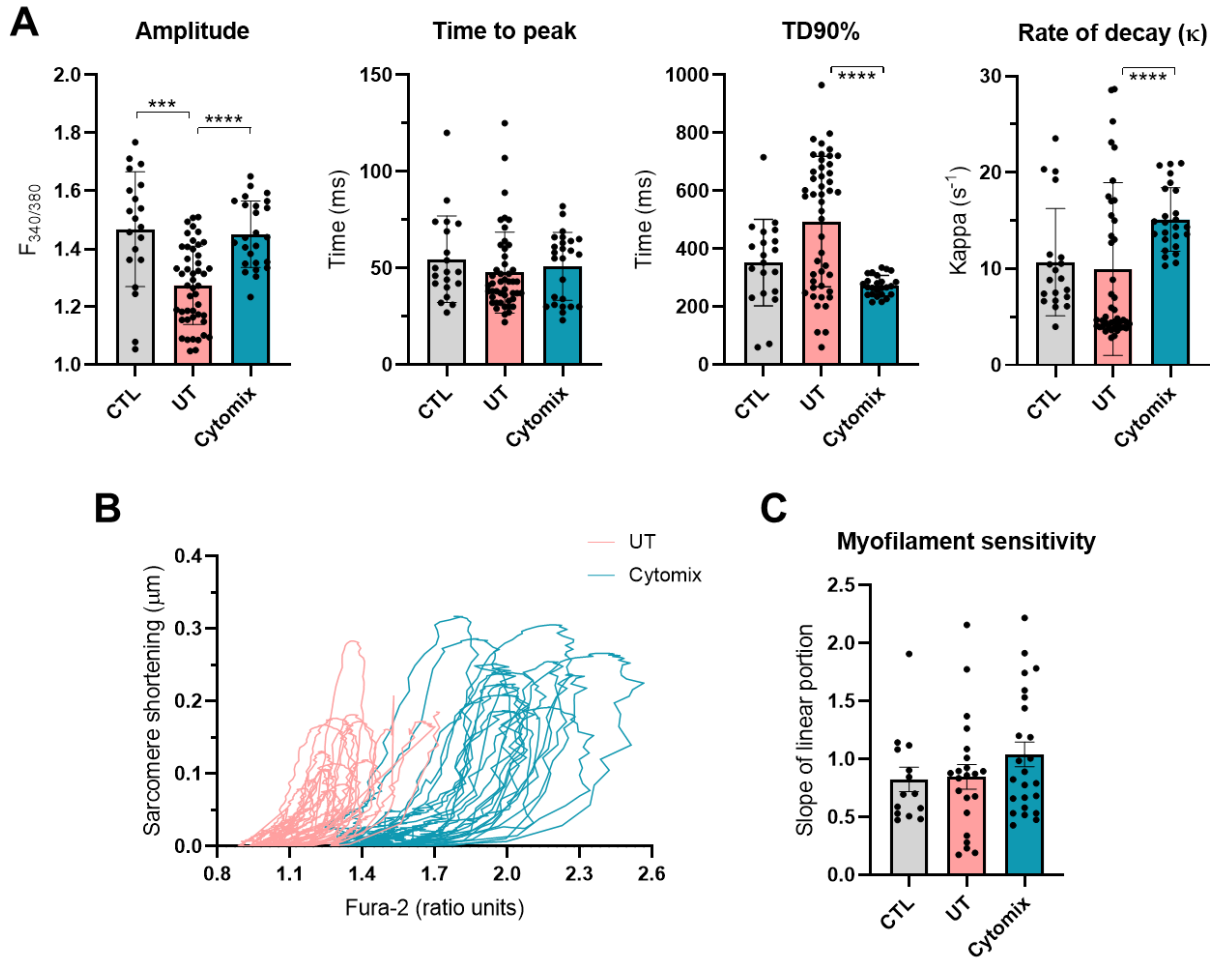 A
Amplitude
Time to peak
TD90%
Rate of decay (κ)
2.0
1.8
1.6
1.4
1.2
1.0
F340/380
***
****
CTL
UT
Cytomix
150
100
50
0
Time (ms)
CTL
UT
Cytomix
1000
800
600
400
200
0
Time (ms)
****
CTL
UT
Cytomix
30
20
10
0
Kappa (s-1)
****
CTL
UT
Cytomix
B
UT
Cytomix
0.4
0.3
0.2
0.1
0.0
Sarcomere shortening (µm)
0.8
1.1
1.4
1.7
2.0
2.3
2.6
Fura-2 (ratio units)
C
Myofilament sensitivity
2.5
2.0
1.5
1.0
0.5
0.0
Slope of linear portion
CTL
UT
Cytomix